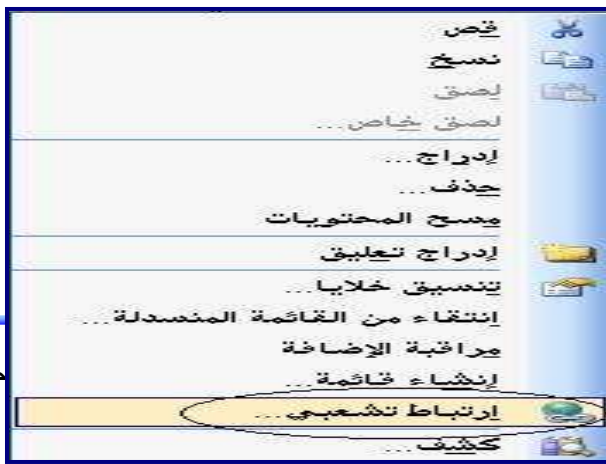 قص
نسخ
لصق
لصق خاص...
إدراج...
حذف...
مسح المحتويات
إدراج تعليق
تنسيق خلايا...
إنتقاء من القائمة المنسدلة...
مراقبة الإضافة
إنشاء قائمة...
إرتباط تشعبي...
كشف...